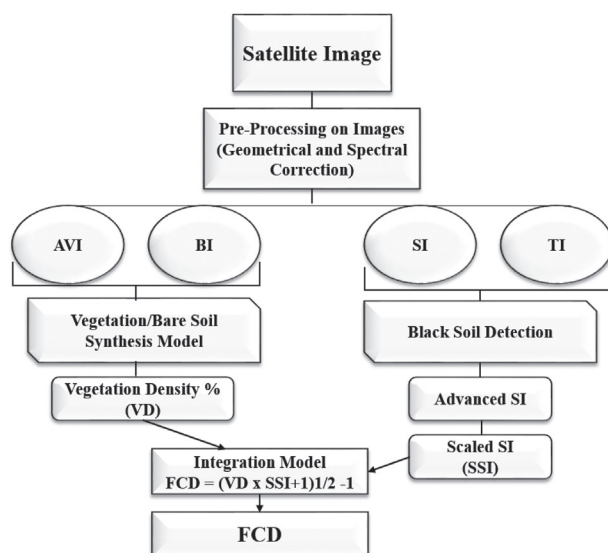 Satellite Image
Pre-Processing on Images
(Geometrical and Spectral
Correction)
AVI
BI
SI
TI
Vegetation/Bare Soil
Synthesis Model
Black Soil Detection
Vegetation Density %
(VD)
Advanced SI
Scaled SI
(SSI)
Integration Model
FCD = (VD x SSI+1)1/2 -1
FCD